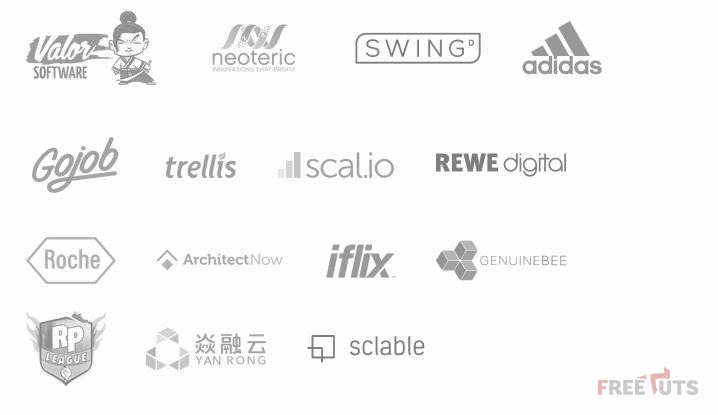 Valor
SOFTWARE
neoteric
INNOVATIONS THAT PROFIT
SWINGD
adidas
Gojob
trellis
scal.io
REWE digital
Roche
ArchitectNow
iflix
GENUINEBEE
RP
LEAGUE
焱融云
YAN RONG
sclable
FREETUTS